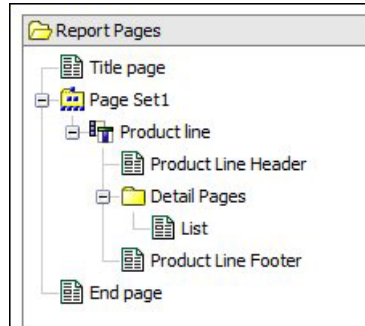 Report Pages
Title page
Page Set1
Product line
Product Line Header
Detail Pages
List
Product Line Footer
End page